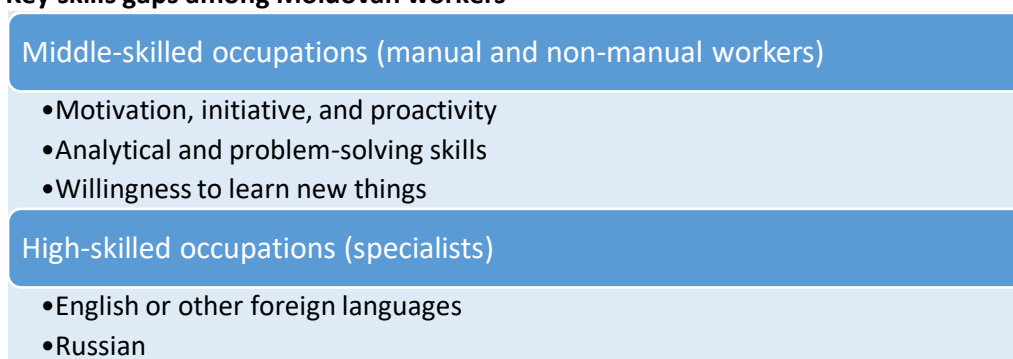 Key skills gaps among Moldovan workers
Middle-skilled occupations (manual and non-manual workers)
•Motivation, initiative, and proactivity
•Analytical and problem-solving skills
•Willingness to learn new things
High-skilled occupations (specialists)
•English or other foreign languages
•Russian